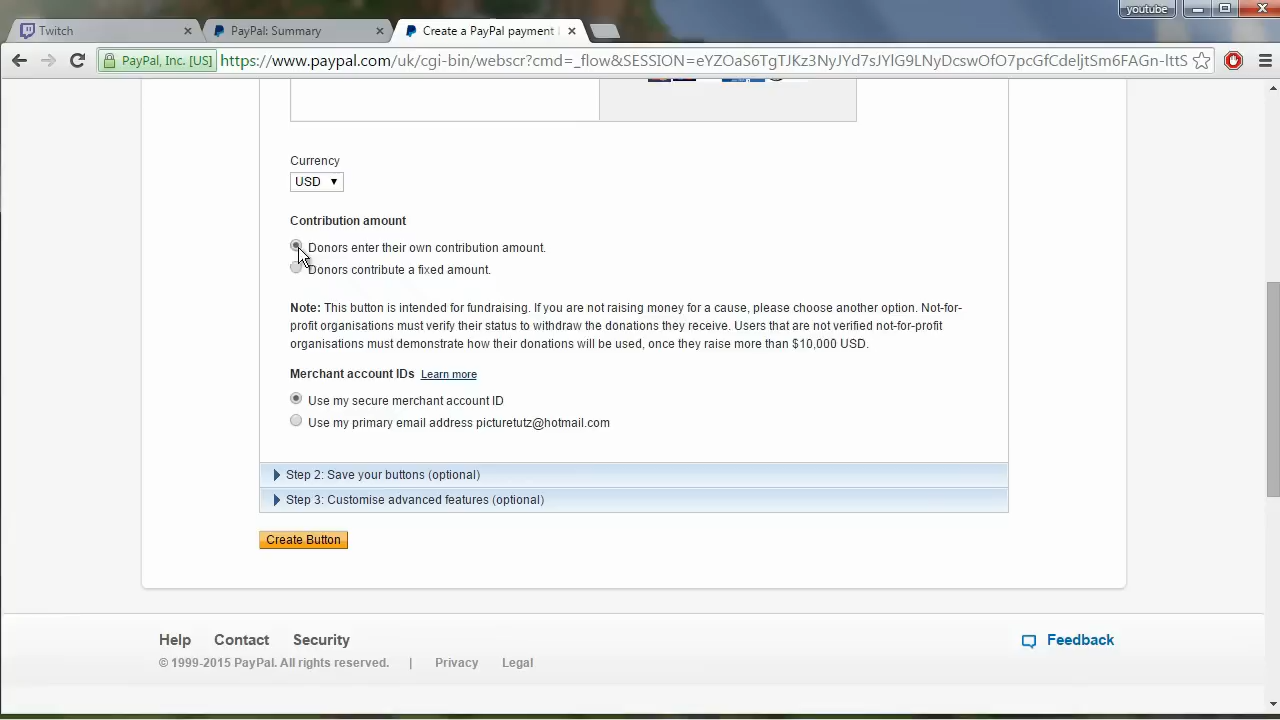 youtube
Twitch
PayPal: Summary
Create a PayPal payment
PayPal, Inc. [US]
https://www.paypal.com/uk/cgi-bin/webscr?cmd=_flow&SESSION=eYZOaS6TgTJKz3NyJYd7sJYlG9LNyDcswOfO7pcGfCdeljtSm6FAGn-lttS
Currency
USD
Contribution amount
Donors enter their own contribution amount.
Donors contribute a fixed amount.
Note: This button is intended for fundraising. If you are not raising money for a cause, please choose another option. Not-for-
profit organisations must verify their status to withdraw the donations they receive. Users that are not verified not-for-profit
organisations must demonstrate how their donations will be used, once they raise more than $10,000 USD.
Merchant account IDs Learn more
Use my secure merchant account ID
Use my primary email address picturetutz@hotmail.com
Step 2: Save your buttons (optional)
Step 3: Customise advanced features (optional)
Create Button
Help Contact Security
Feedback
© 1999-2015 PayPal. All rights reserved. | Privacy Legal